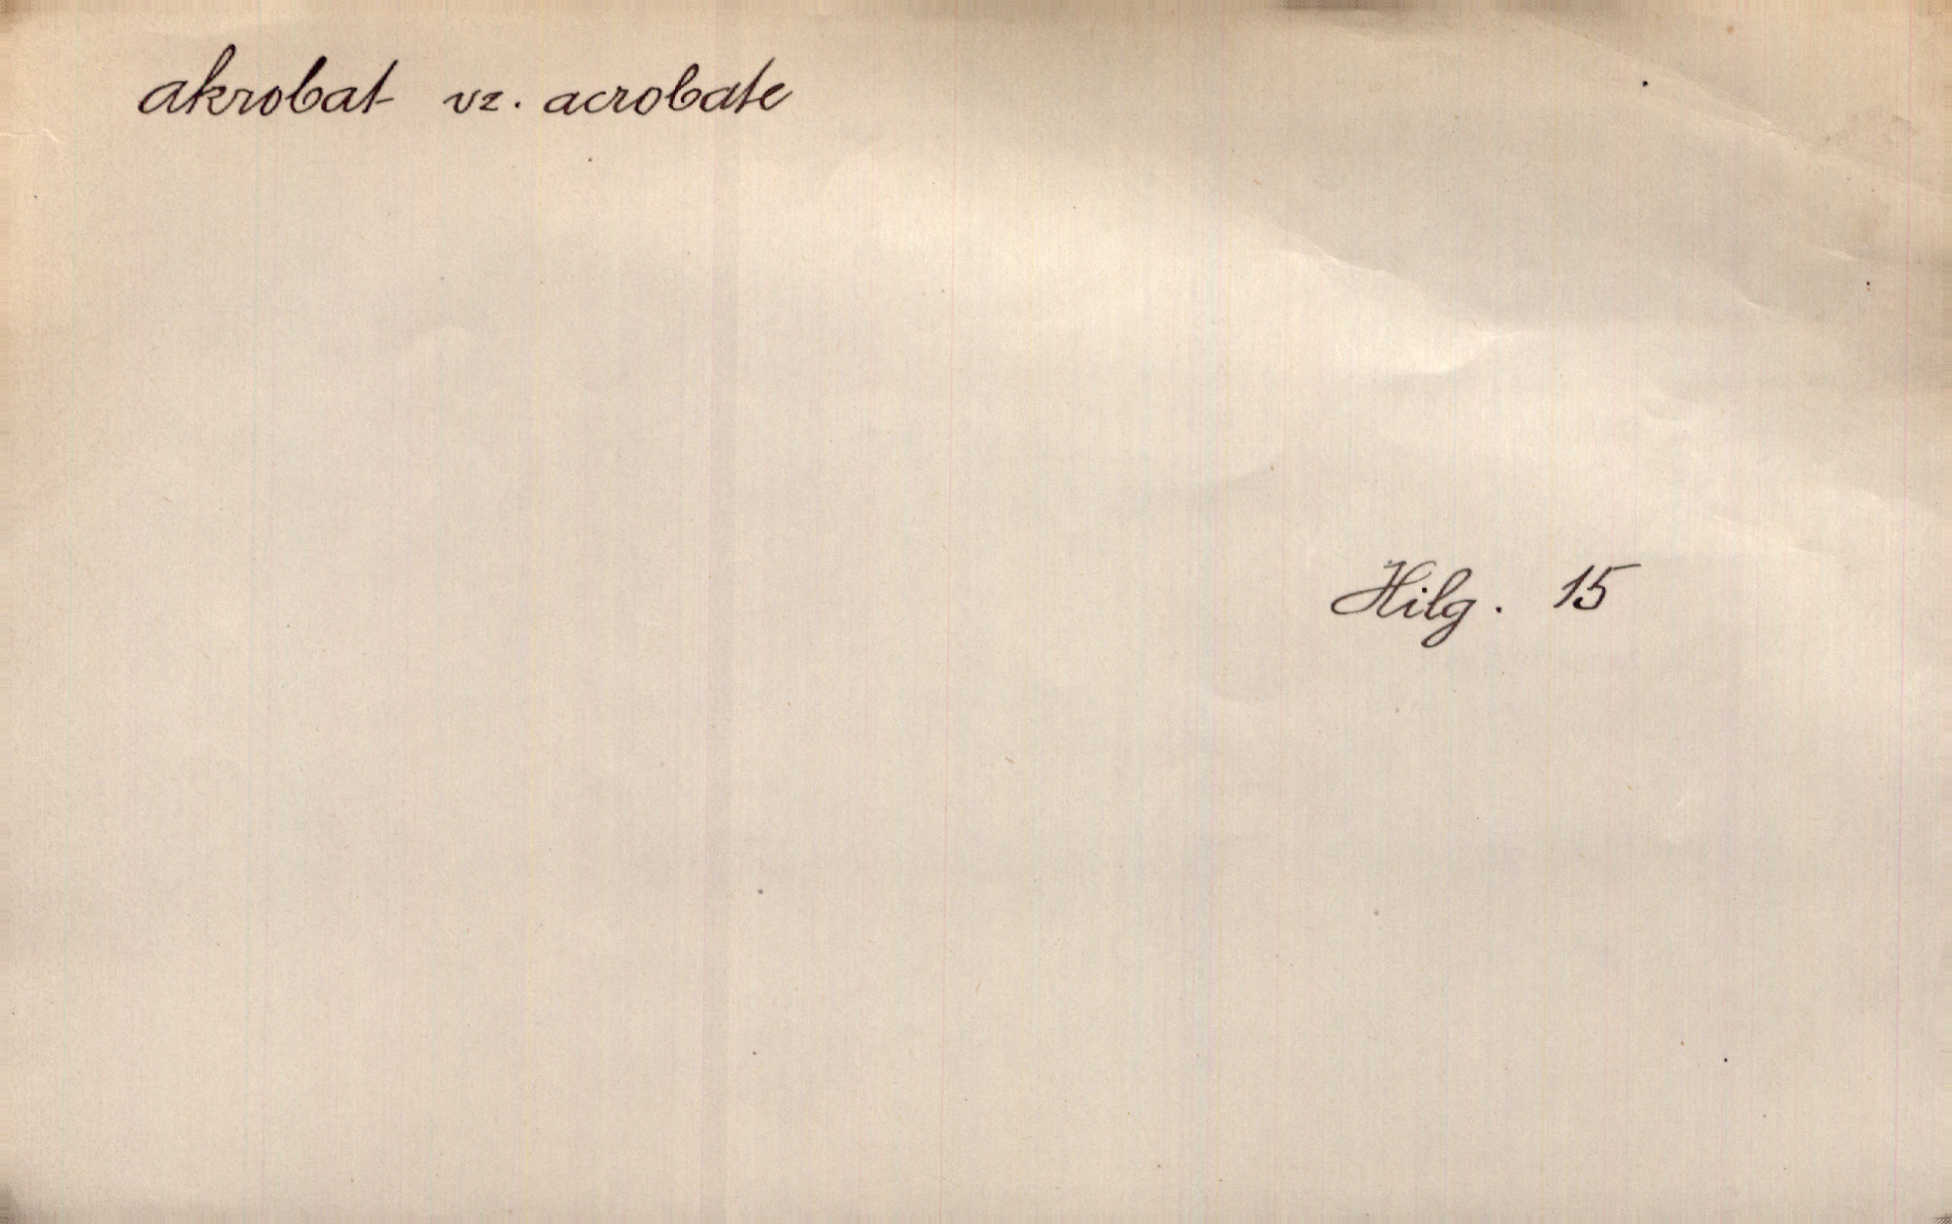 akrobat vz. acrobate
Hilg. 15